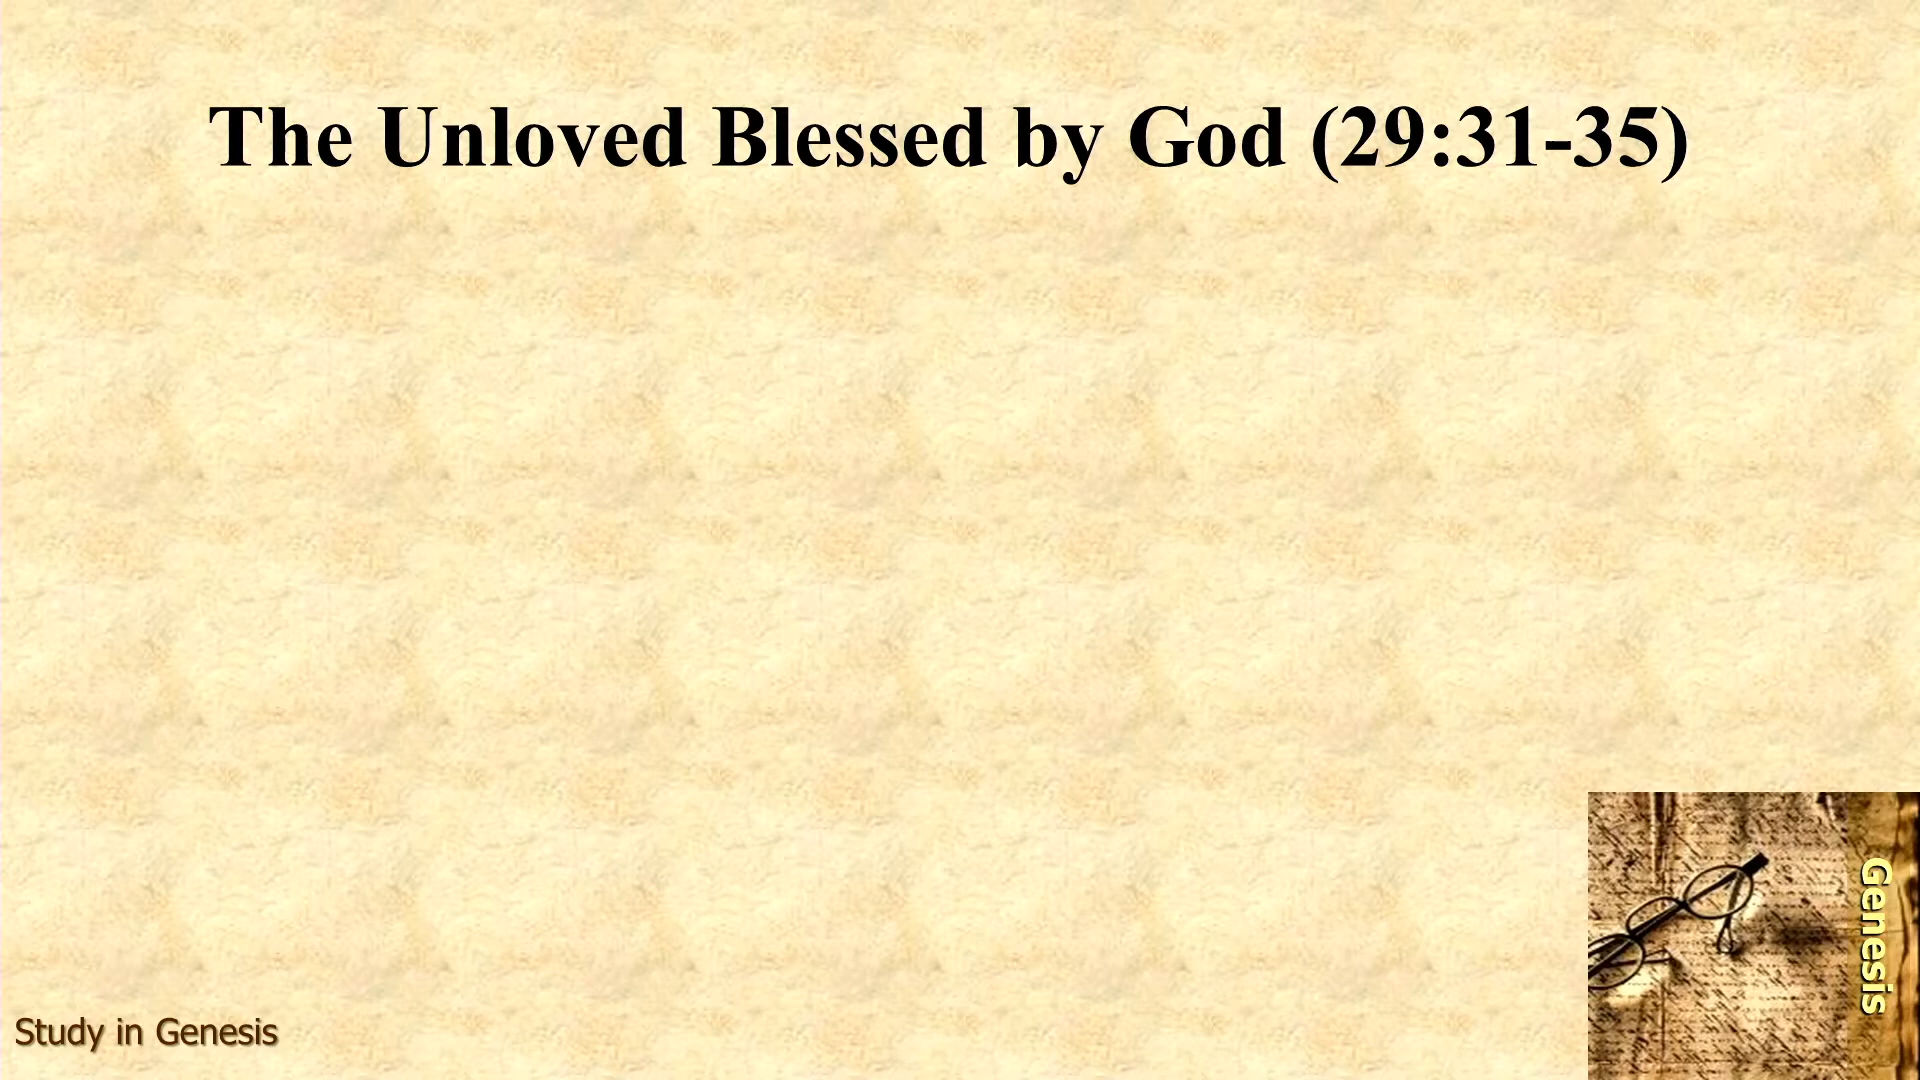 The Unloved Blessed by God (29:31-35)
Genesis
Study in Genesis